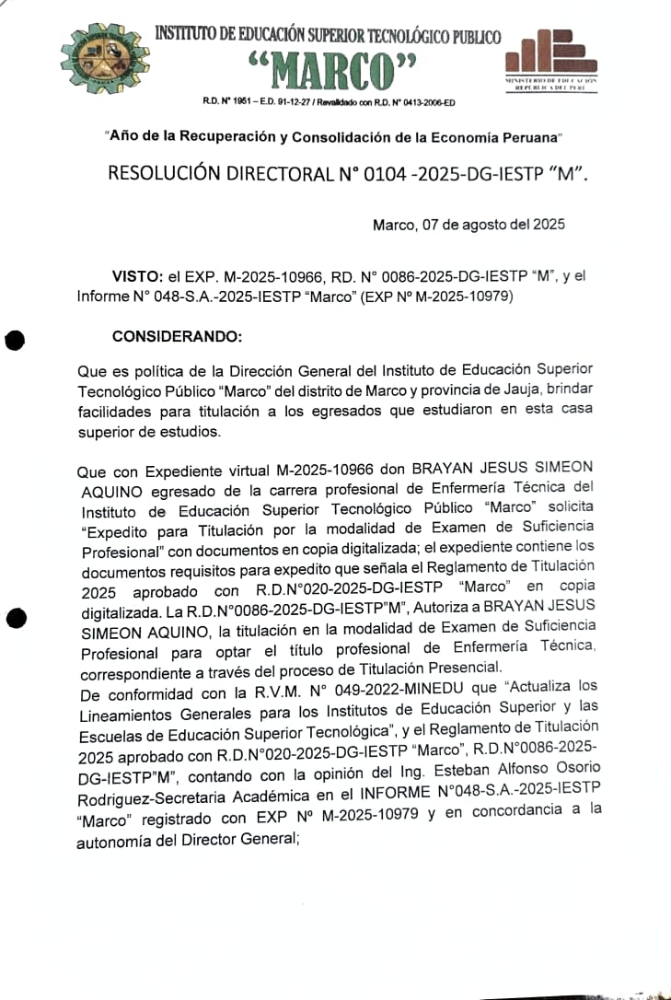 INSTITUTO DE EDUCACIÓN SUPERIOR TECNOLÓGICO PUBLICO
“MARCO”
MINISTERIO DE EDUCACIÓN
REPÚBLICA DEL PERÚ
R.D. N° 1951 – E.D. 91-12-27 / Revalidado con R.D. N° 0413-2006-ED
“Año de la Recuperación y Consolidación de la Economía Peruana”
RESOLUCIÓN DIRECTORAL N° 0104 -2025-DG-IESTP “M”.
Marco, 07 de agosto del 2025
VISTO: el EXP. M-2025-10966, RD. N° 0086-2025-DG-IESTP “M”, y el
Informe N° 048-S.A.-2025-IESTP “Marco” (EXP Nº M-2025-10979)
CONSIDERANDO:
Que es política de la Dirección General del Instituto de Educación Superior
Tecnológico Público “Marco” del distrito de Marco y provincia de Jauja, brindar
facilidades para titulación a los egresados que estudiaron en esta casa
superior de estudios.
Que con Expediente virtual M-2025-10966 don BRAYAN JESUS SIMEON
AQUINO egresado de la carrera profesional de Enfermería Técnica del
Instituto de Educación Superior Tecnológico Público “Marco” solicita
“Expedito para Titulación por la modalidad de Examen de Suficiencia
Profesional” con documentos en copia digitalizada; el expediente contiene los
documentos requisitos para expedito que señala el Reglamento de Titulación
2025 aprobado con R.D.N°020-2025-DG-IESTP “Marco” en copia
digitalizada. La R.D.N°0086-2025-DG-IESTP”M”, Autoriza a BRAYAN JESUS
SIMEON AQUINO, la titulación en la modalidad de Examen de Suficiencia
Profesional para optar el título profesional de Enfermería Técnica,
correspondiente a través del proceso de Titulación Presencial.
De conformidad con la R.V.M. N° 049-2022-MINEDU que “Actualiza los
Lineamientos Generales para los Institutos de Educación Superior y las
Escuelas de Educación Superior Tecnológica”, y el Reglamento de Titulación
2025 aprobado con R.D.N°020-2025-DG-IESTP “Marco”, R.D.N°0086-2025-
DG-IESTP”M”, contando con la opinión del Ing. Esteban Alfonso Osorio
Rodriguez-Secretaria Académica en el INFORME N°048-S.A.-2025-IESTP
“Marco” registrado con EXP Nº M-2025-10979 y en concordancia a la
autonomía del Director General;